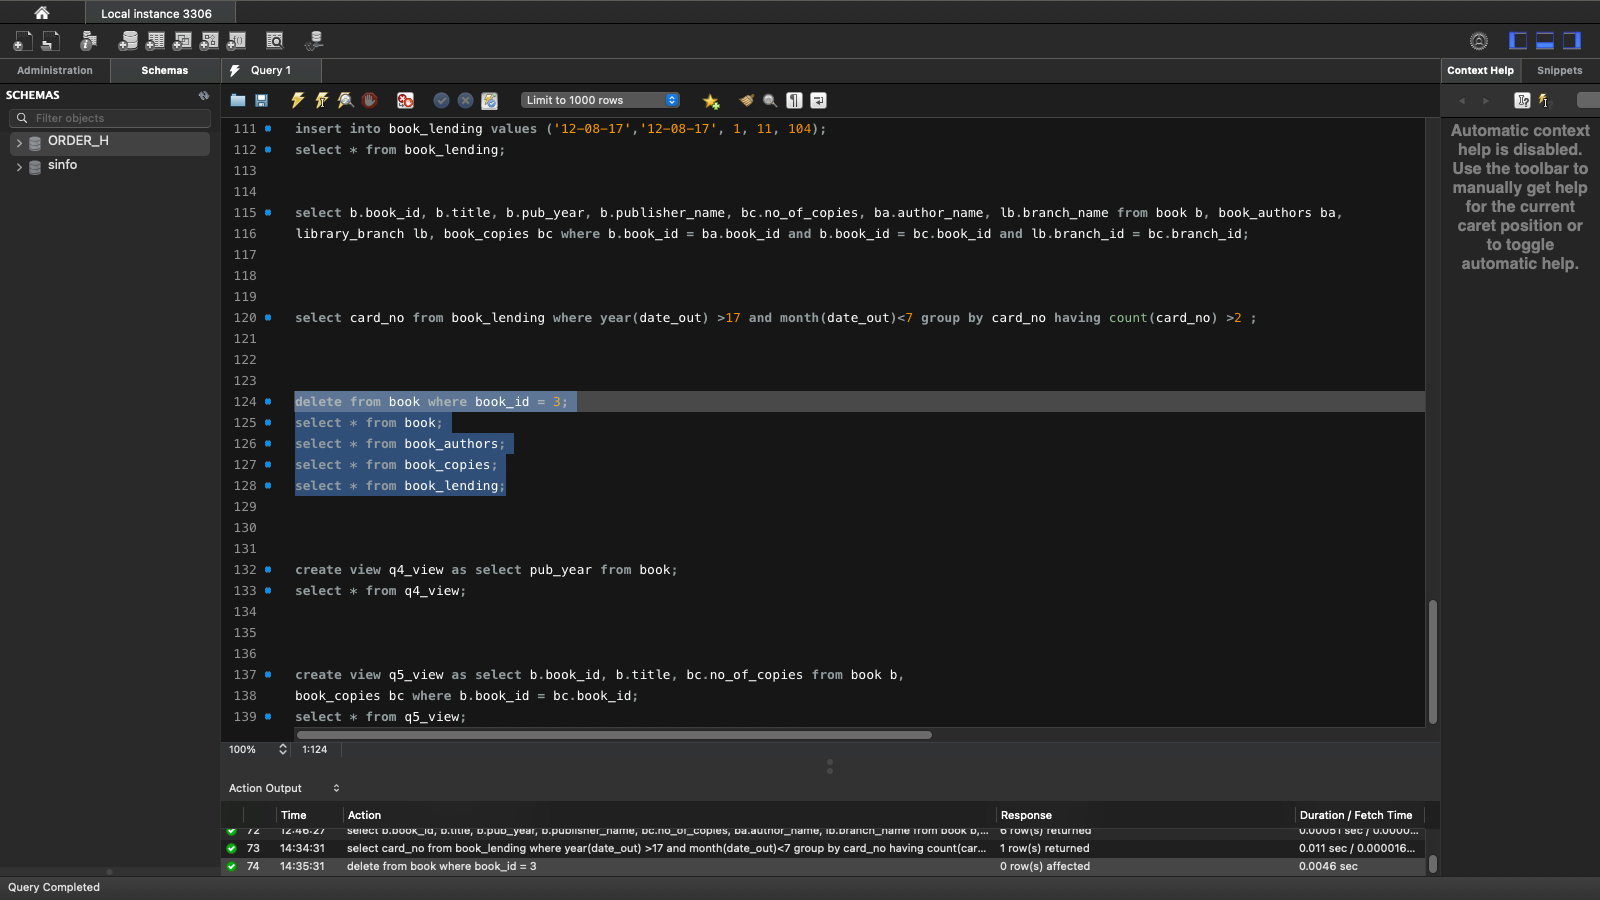 Local instance 3306
Administration
Schemas
Query 1
Context Help
Snippets
SCHEMAS
Filter objects
ORDER_H
sinfo
Limit to 1000 rows
111 insert into book_lending values ('12-08-17','12-08-17', 1, 11, 104);
112 select * from book_lending;
113
114
115 select b.book_id, b.title, b.pub_year, b.publisher_name, bc.no_of_copies, ba.author_name, lb.branch_name from book b, book_authors ba,
116 library_branch lb, book_copies bc where b.book_id = ba.book_id and b.book_id = bc.book_id and lb.branch_id = bc.branch_id;
117
118
119
120 select card_no from book_lending where year(date_out) >17 and month(date_out)<7 group by card_no having count(card_no) >2 ;
121
122
123
124 delete from book where book_id = 3;
125 select * from book;
126 select * from book_authors;
127 select * from book_copies;
128 select * from book_lending;
129
130
131
132 create view q4_view as select pub_year from book;
133 select * from q4_view;
134
135
136
137 create view q5_view as select b.book_id, b.title, bc.no_of_copies from book b,
138 book_copies bc where b.book_id = bc.book_id;
139 select * from q5_view;
Automatic context
help is disabled.
Use the toolbar to
manually get help
for the current
caret position or
to toggle
automatic help.
100% 1:124
Action Output
Time Action Response Duration / Fetch Time
72 12:46:27 select b.book_id, b.title, b.pub_year, b.publisher_name, bc.no_of_copies, ba.author_name, lb.branch_name from book b,... 6 row(s) returned 0.00051 sec / 0.0000...
73 14:34:31 select card_no from book_lending where year(date_out) >17 and month(date_out)<7 group by card_no having count(car... 1 row(s) returned 0.011 sec / 0.000016...
74 14:35:31 delete from book where book_id = 3 0 row(s) affected 0.0046 sec
Query Completed